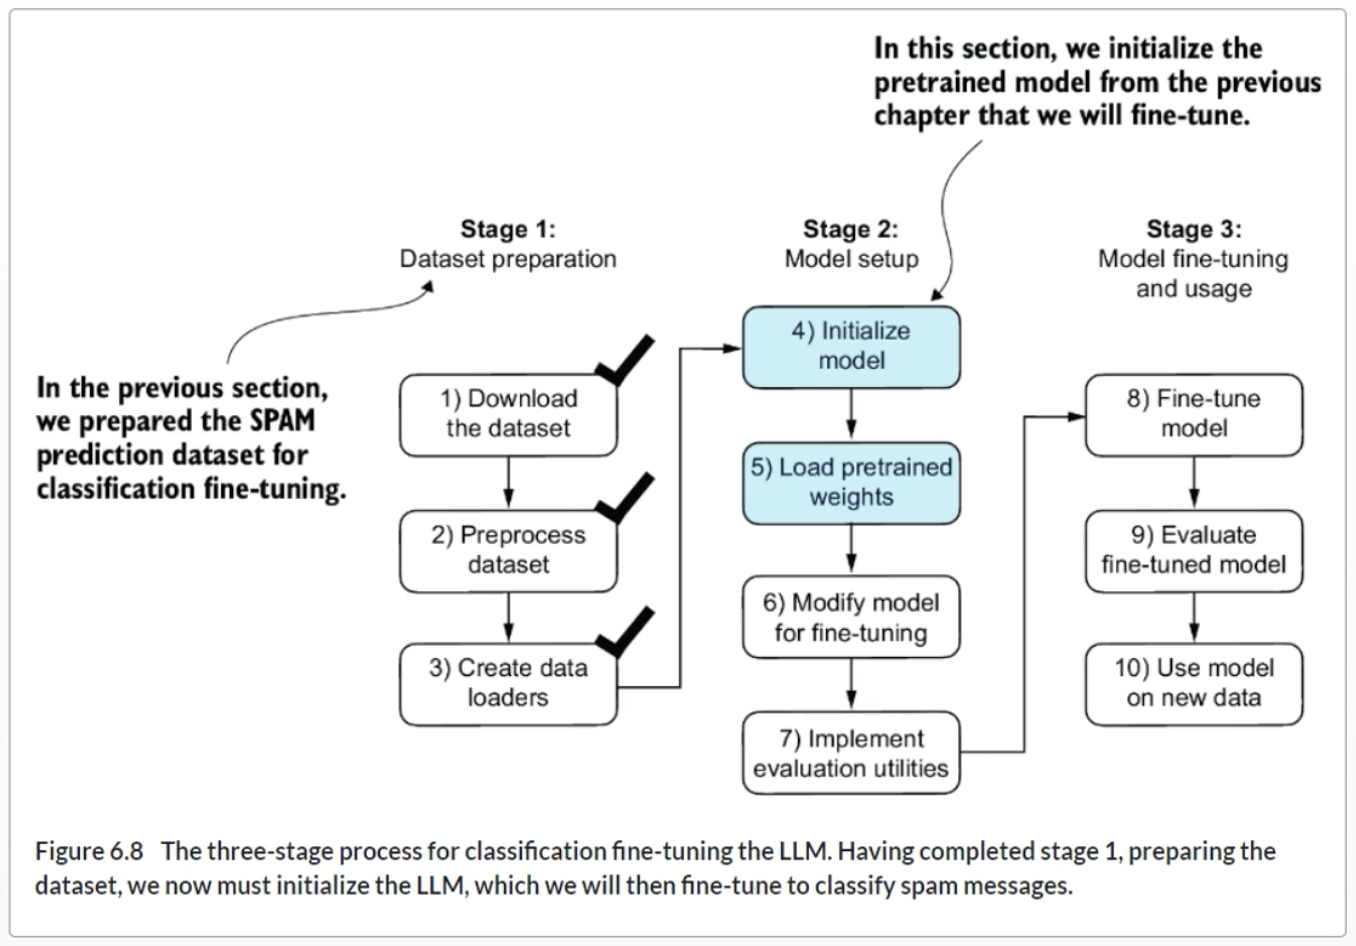 In this section, we initialize the
pretrained model from the previous
chapter that we will fine-tune.
Stage 1:
Dataset preparation
Stage 2:
Model setup
Stage 3:
Model fine-tuning
and usage
In the previous section,
we prepared the SPAM
prediction dataset for
classification fine-tuning.
1) Download
the dataset
2) Preprocess
dataset
3) Create data
loaders
4) Initialize
model
5) Load pretrained
weights
6) Modify model
for fine-tuning
7) Implement
evaluation utilities
8) Fine-tune
model
9) Evaluate
fine-tuned model
10) Use model
on new data
Figure 6.8 The three-stage process for classification fine-tuning the LLM. Having completed stage 1, preparing the
dataset, we now must initialize the LLM, which we will then fine-tune to classify spam messages.